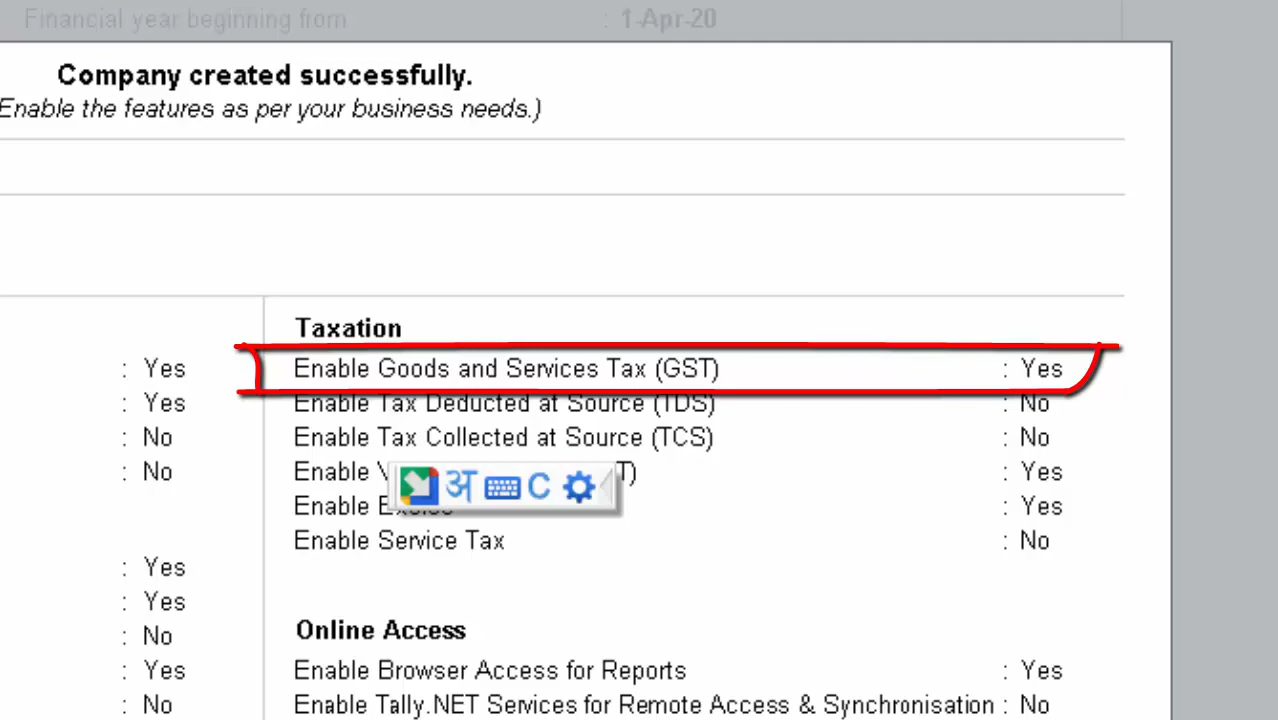 Financial year beginning from : 1-Apr-20
Company created successfully.
Enable the features as per your business needs.)
Taxation
: Yes Enable Goods and Services Tax (GST) : Yes
: Yes Enable Tax Deducted at Source (TDS) : No
: No Enable Tax Collected at Source (TCS) : No
: No Enable T) : Yes
अ C
Enable : Yes
Enable Service Tax : No
: Yes
: Yes
Online Access
: No
: Yes Enable Browser Access for Reports : Yes
: No Enable Tally.NET Services for Remote Access & Synchronisation : No